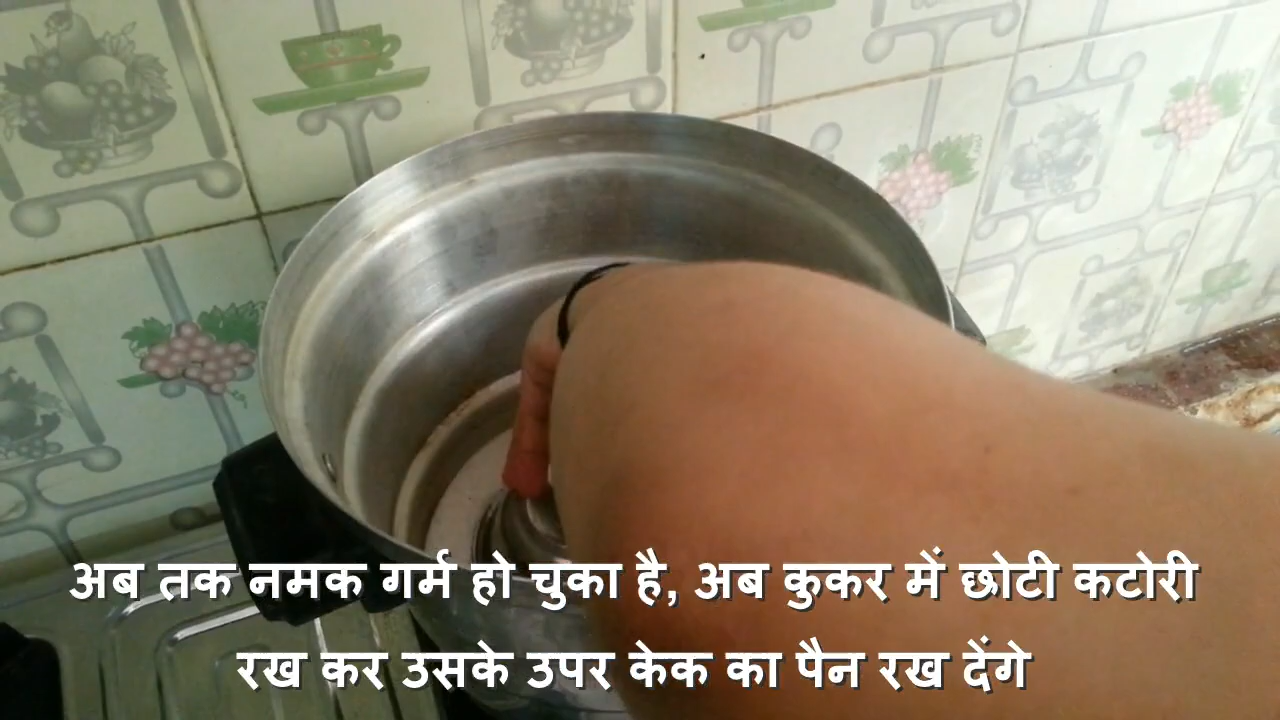 अब तक नमक गर्म हो चुका है, अब कुकर में छोटी कटोरी
रख कर उसके उपर केक का पैन रख देंगे